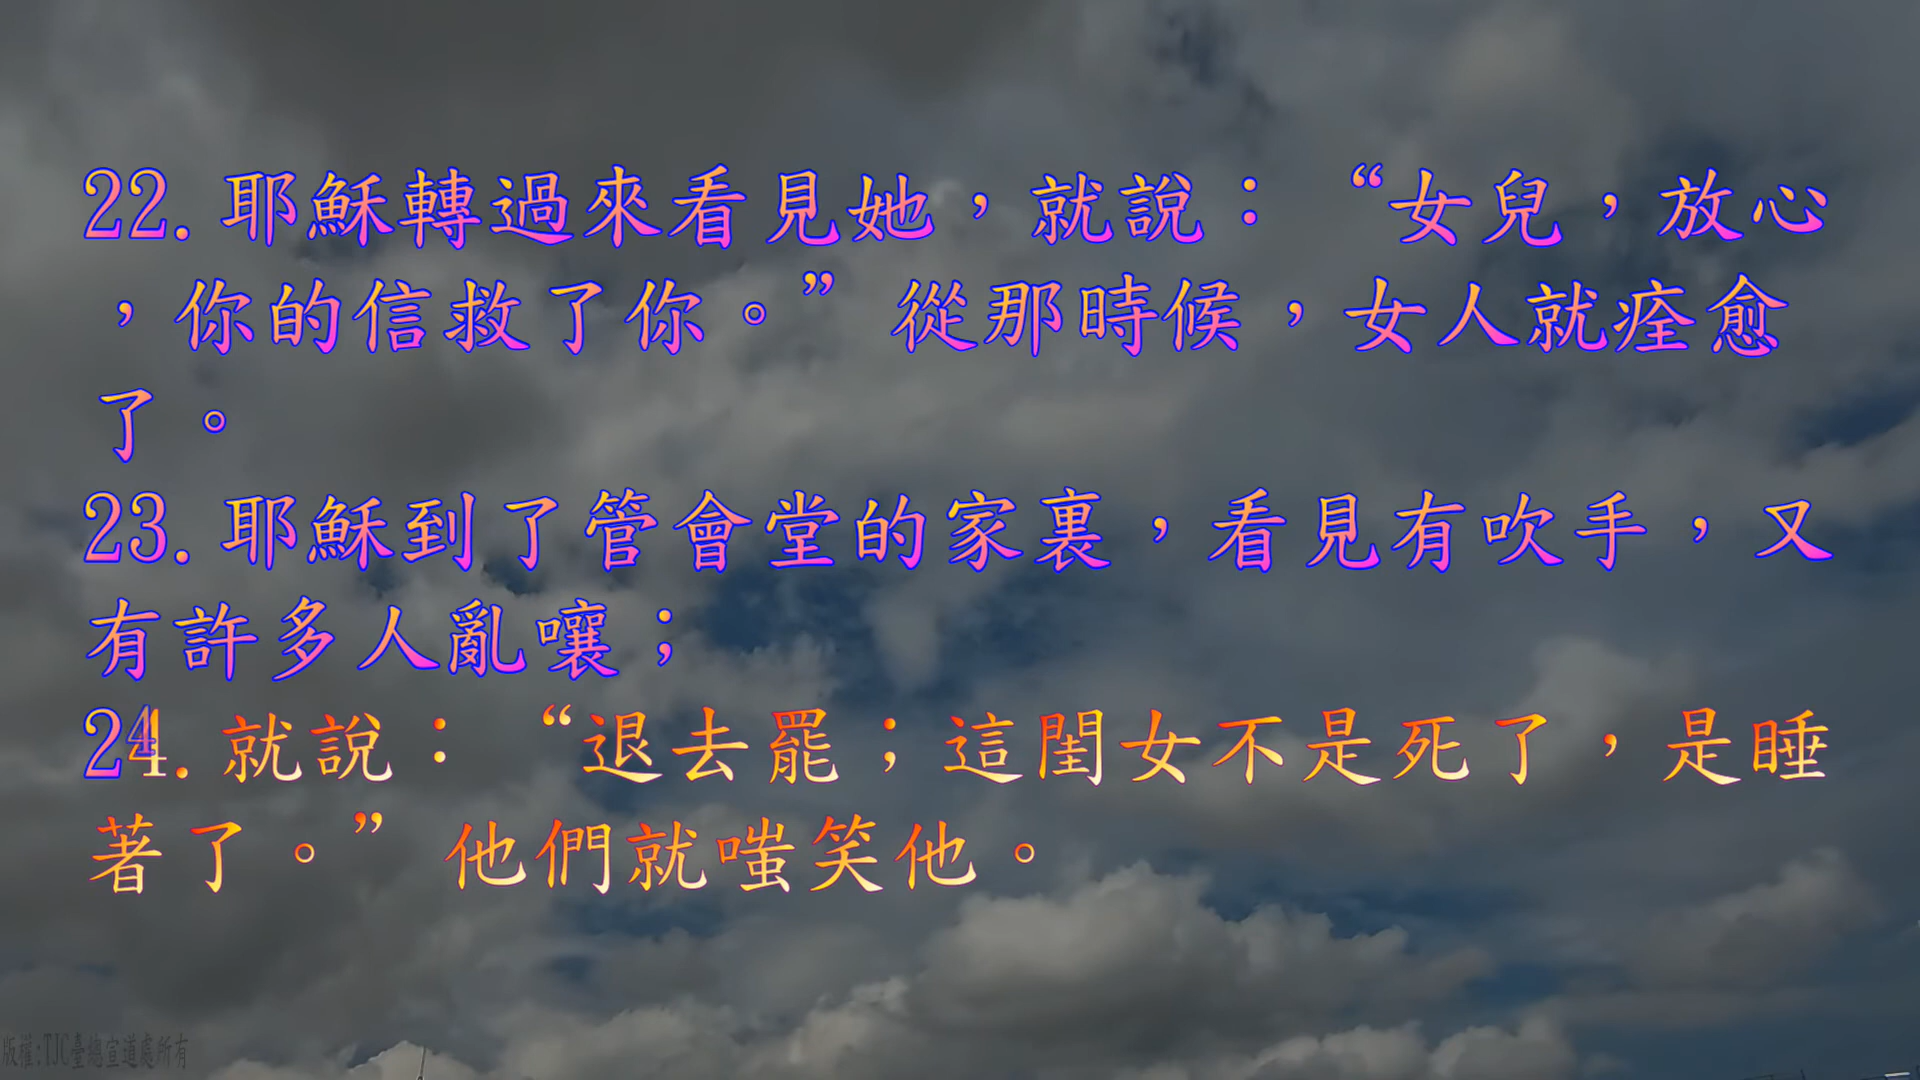 22.耶穌轉過來看見她，就說：“女兒，放心
，你的信救了你。”從那時候，女人就痊愈
了。
23.耶穌到了管會堂的家裏，看見有吹手，又
有許多人亂嚷；
24.就說：“退去罷；這閨女不是死了，是睡
著了。”他們就嗤笑他。
版權:TJC臺總宣道處所有